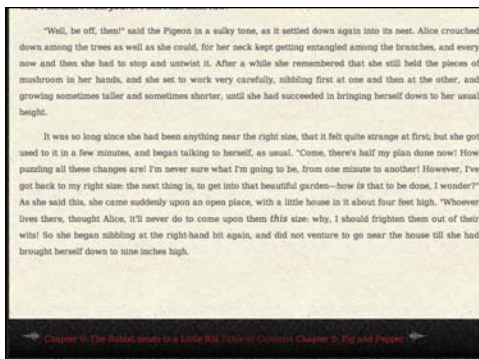 "Well, be off, then!" said the Pigeon in a sulky tone, as it settled down again into its nest. Alice crouched
down among the trees as well as she could, for her neck kept getting entangled among the branches, and every
now and then she had to stop and untwist it. After a while she remembered that she still held the pieces of
mushroom in her hands, and she set to work very carefully, nibbling first at one and then at the other, and
growing sometimes taller and sometimes shorter, until she had succeeded in bringing herself down to her usual
height.
It was so long since she had been anything near the right size, that it felt quite strange at first; but she got
used to it in a few minutes, and began talking to herself, as usual. "Come, there's half my plan done now! How
puzzling all these changes are! I'm never sure what I'm going to be, from one minute to another! However, I've
got back to my right size: the next thing is, to get into that beautiful garden—how is that to be done, I wonder?"
As she said this, she came suddenly upon an open place, with a little house in it about four feet high. "Whoever
lives there, thought Alice, it'll never do to come upon them this size: why, I should frighten them out of their
wits! So she began nibbling at the right-hand bit again, and did not venture to go near the house till she had
brought herself down to nine inches high.
Chapter 6: The Rabbit sends in a Little Bill Table of Contents Chapter 6: Pig and Pepper